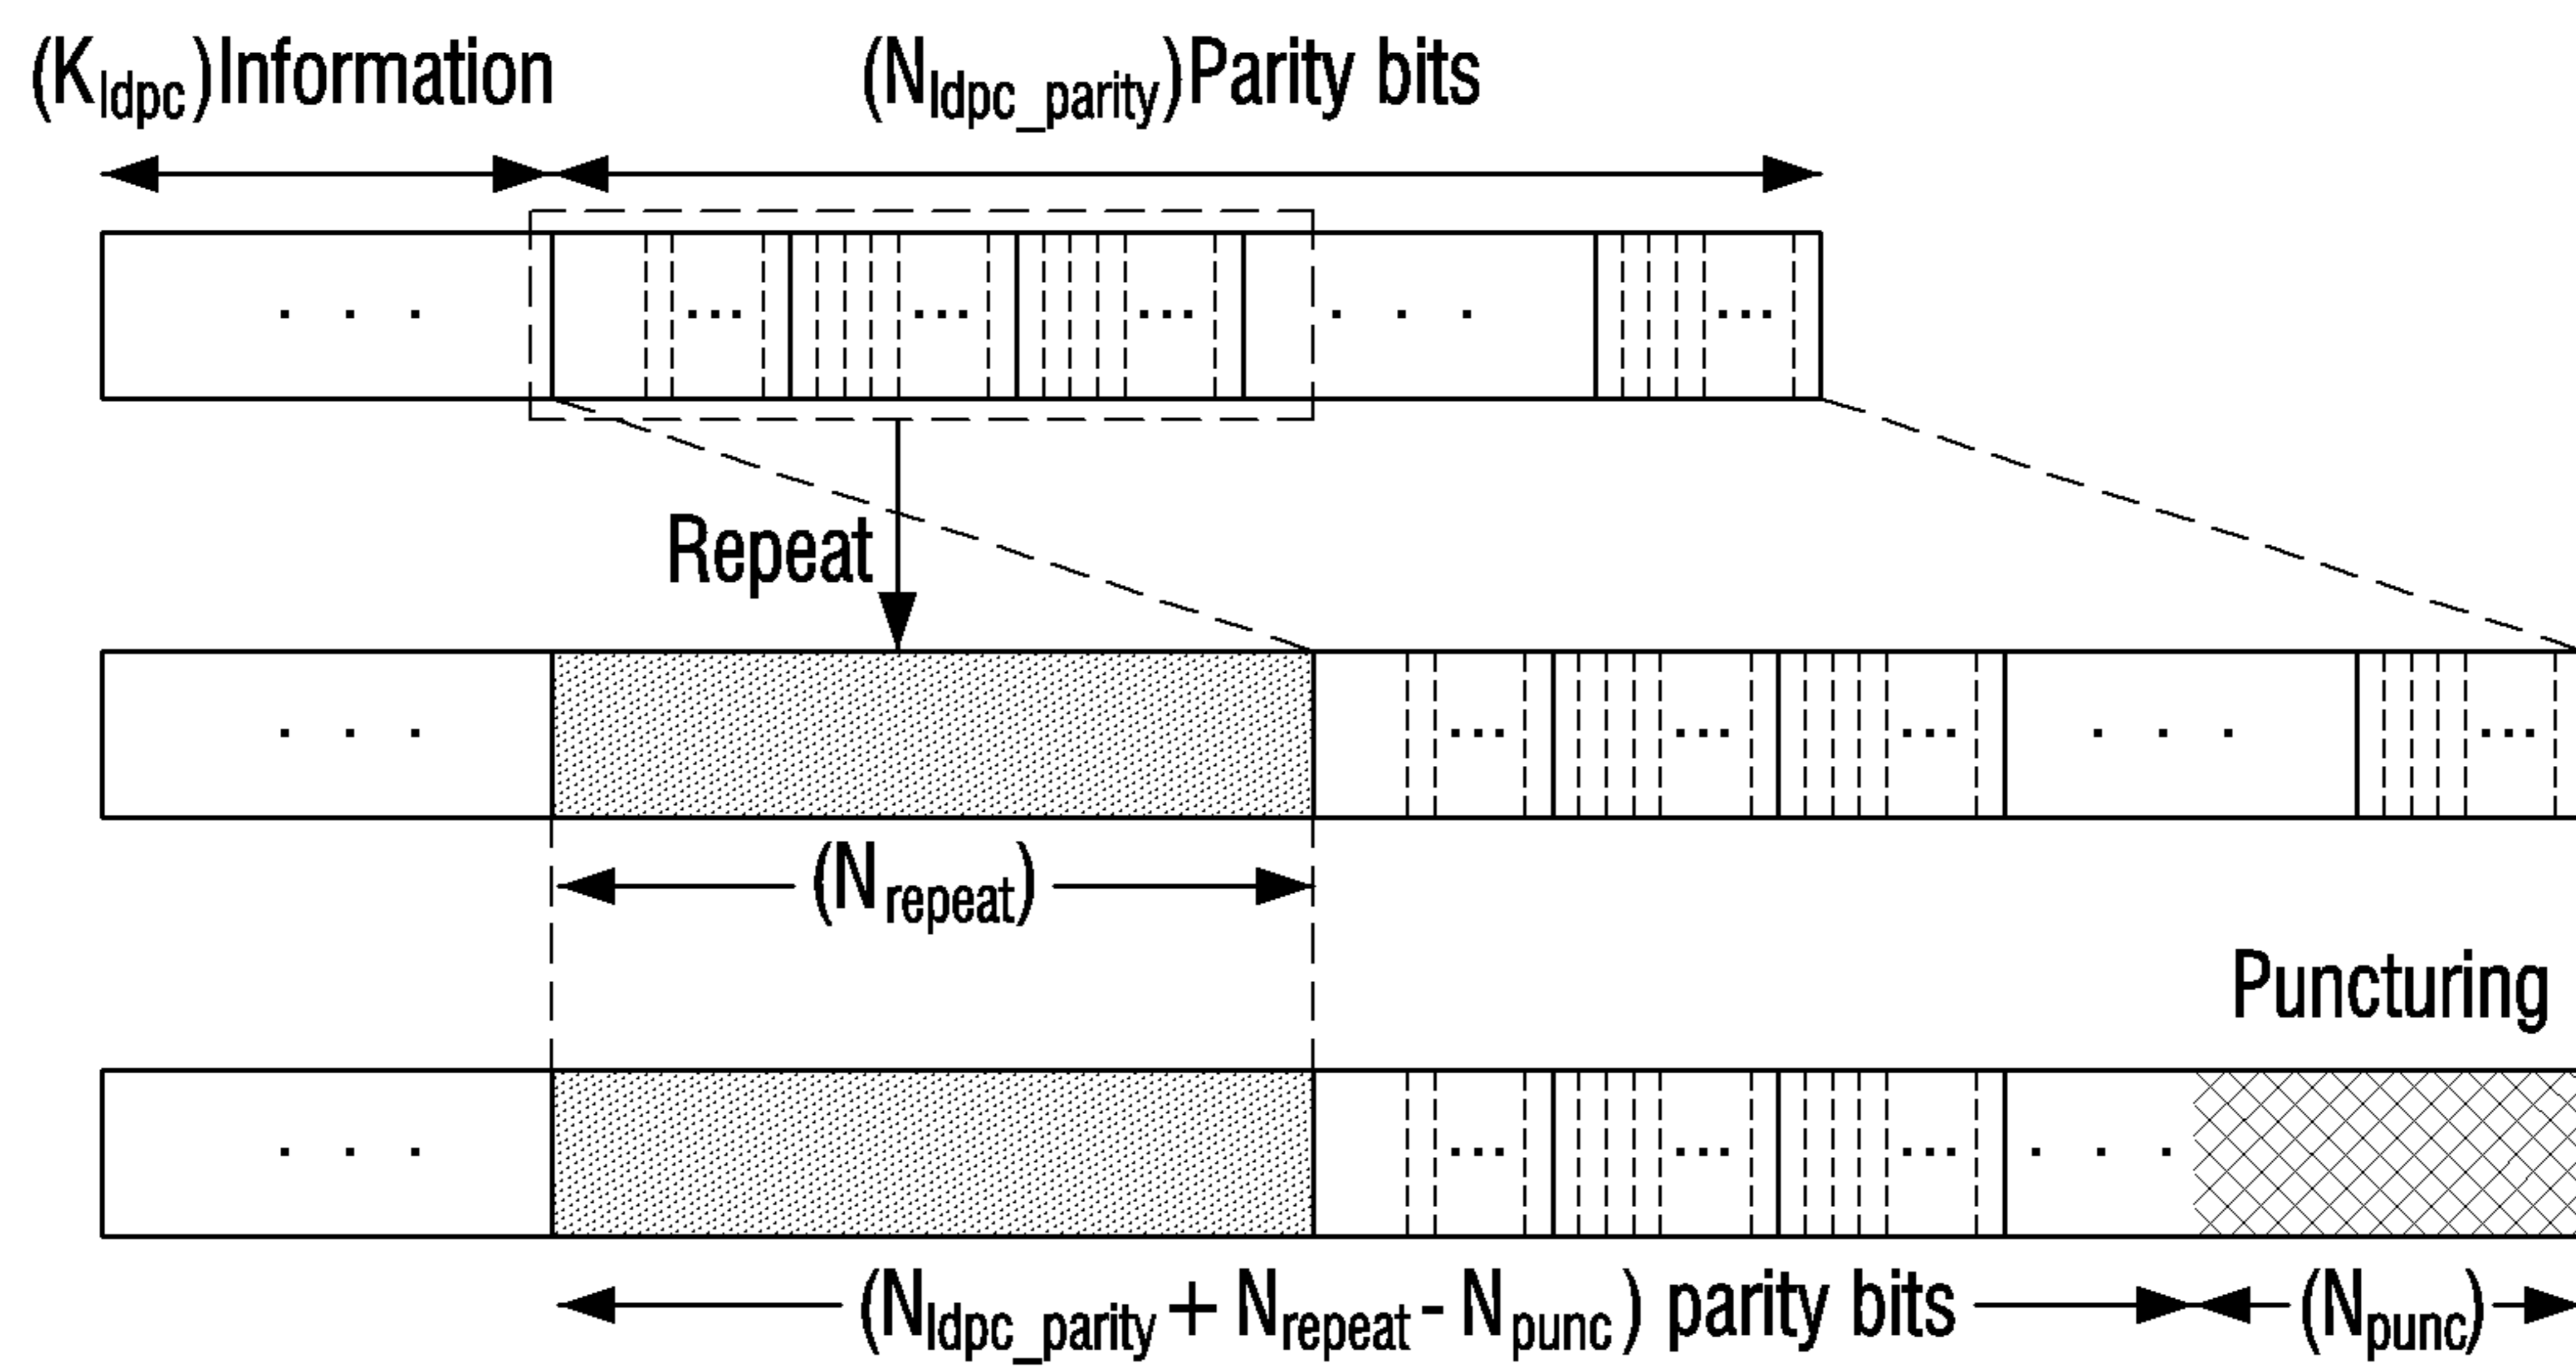 (Kldpc)Information (Nldpc_parity)Parity bits
Repeat
(Nrepeat)
Puncturing
(Nldpc_parity + Nrepeat - Npunc) parity bits (Npunc)